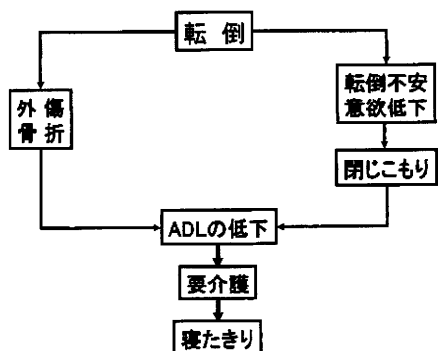 転倒
外傷
骨折
転倒不安
意欲低下
閉じこもり
ADLの低下
要介護
寝たきり